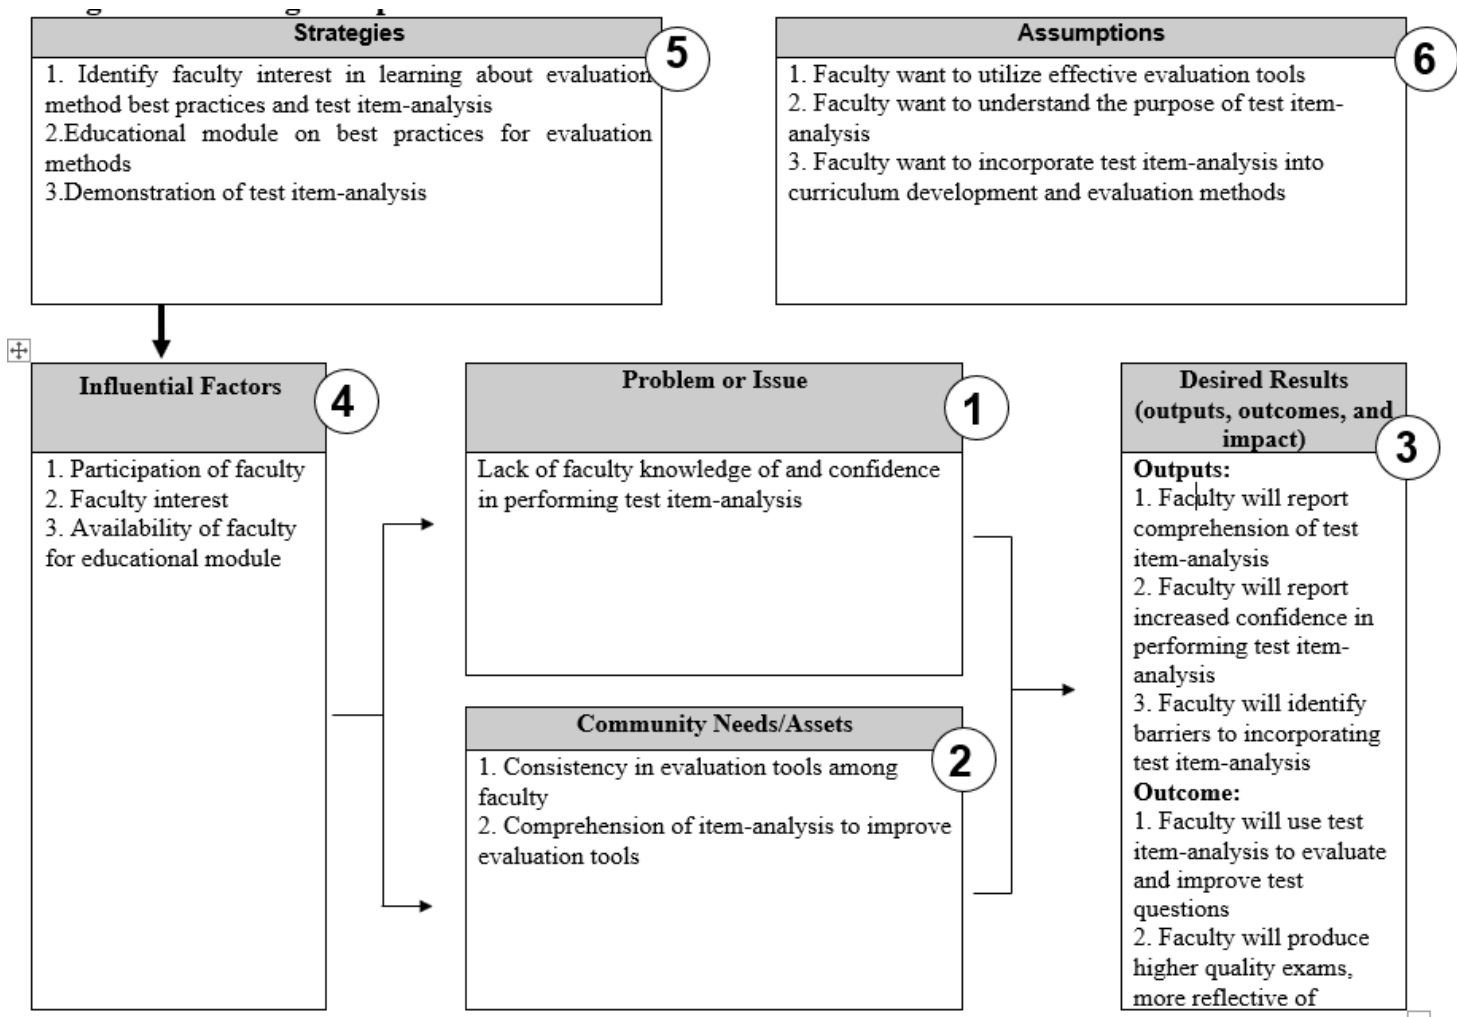 Strategies
5
1. Identify faculty interest in learning about evaluation
method best practices and test item-analysis
2.Educational module on best practices for evaluation
methods
3.Demonstration of test item-analysis
Assumptions
6
1. Faculty want to utilize effective evaluation tools
2. Faculty want to understand the purpose of test item-
analysis
3. Faculty want to incorporate test item-analysis into
curriculum development and evaluation methods
Influential Factors
4
1. Participation of faculty
2. Faculty interest
3. Availability of faculty
for educational module
Problem or Issue
1
Lack of faculty knowledge of and confidence
in performing test item-analysis
Community Needs/Assets
2
1. Consistency in evaluation tools among
faculty
2. Comprehension of item-analysis to improve
evaluation tools
Desired Results
(outputs, outcomes, and
impact)
3
Outputs:
1. Faculty will report
comprehension of test
item-analysis
2. Faculty will report
increased confidence in
performing test item-
analysis
3. Faculty will identify
barriers to incorporating
test item-analysis
Outcome:
1. Faculty will use test
item-analysis to evaluate
and improve test
questions
2. Faculty will produce
higher quality exams,
more reflective of